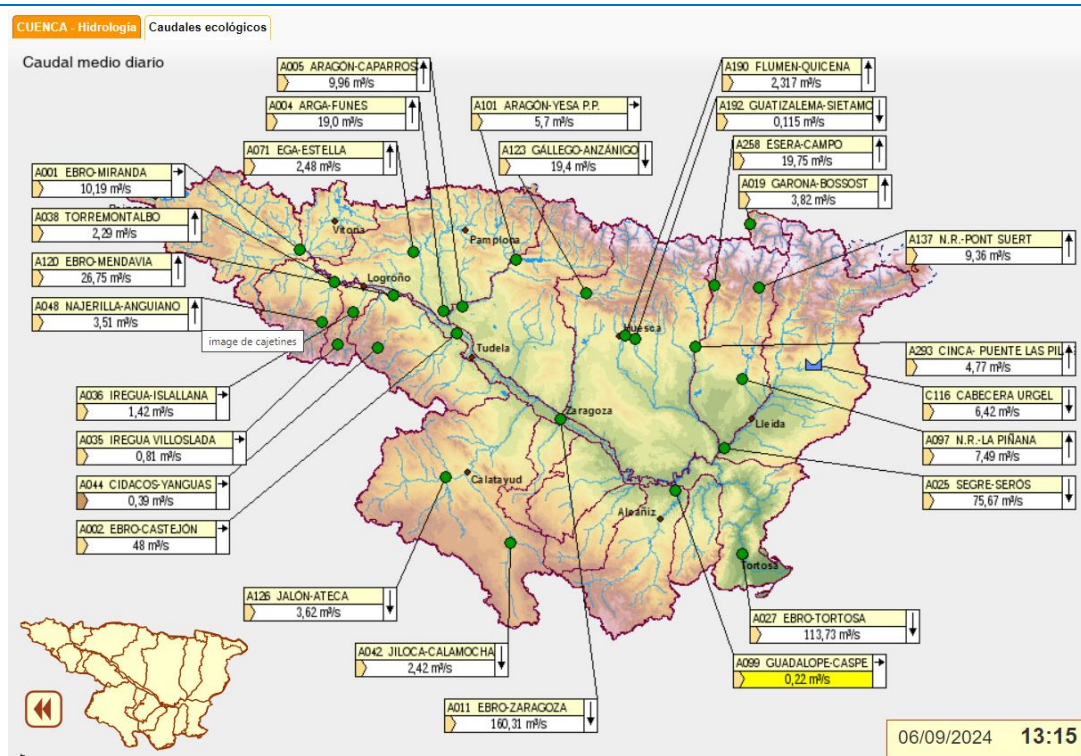 CUENCA - Hidrología
Caudales ecológicos
Caudal medio diario
A005 ARAGÓN-CAPARROS
9,96 m³/s
A004 ARGA-FUNES
19,0 m³/s
A071 EGA-ESTELLA
2,48 m³/s
A001 EBRO-MIRANDA
10,19 m³/s
A038 TORREMONTALBO
2,29 m³/s
A120 EBRO-MENDAVIA
26,75 m³/s
A048 NAJERILLA-ANGUIANO
3,51 m³/s
image de cajetines
A036 IREGUA-ISLALLANA
1,42 m³/s
A035 IREGUA VILLOSLADA
0,81 m³/s
A044 CIDACOS-YANGUAS
0,39 m³/s
A002 EBRO-CASTEJÓN
48 m³/s
A126 JALÓN-ATECA
3,62 m³/s
A042 JILOCA-CALAMOCHA
2,42 m³/s
A011 EBRO-ZARAGOZA
160,31 m³/s
A101 ARAGÓN-YESA P.P.
5,7 m³/s
A123 GÁLLEGO-ANZÁNIGO
19,4 m³/s
A190 FLUMEN-QUICENA
2,317 m³/s
A192 GUATIZALEMA-SIETAMO
0,115 m³/s
A258 ÉSERA-CAMPO
19,75 m³/s
A019 GARONA-BOSSOST
3,82 m³/s
A137 N.R.-PONT SUERT
9,36 m³/s
A293 CINCA- PUENTE LAS PIL
4,77 m³/s
C116 CABECERA URGEL
6,42 m³/s
A097 N.R.-LA PIÑANA
7,49 m³/s
A025 SEGRE-SERÓS
75,67 m³/s
A027 EBRO-TORTOSA
113,73 m³/s
A099 GUADALOPE-CASPE
0,22 m³/s
Vitoria
Pamplona
Logroño
Tudela
Huesca
Zaragoza
Lleida
Calatayud
Alcañiz
Tortosa
06/09/2024 13:15